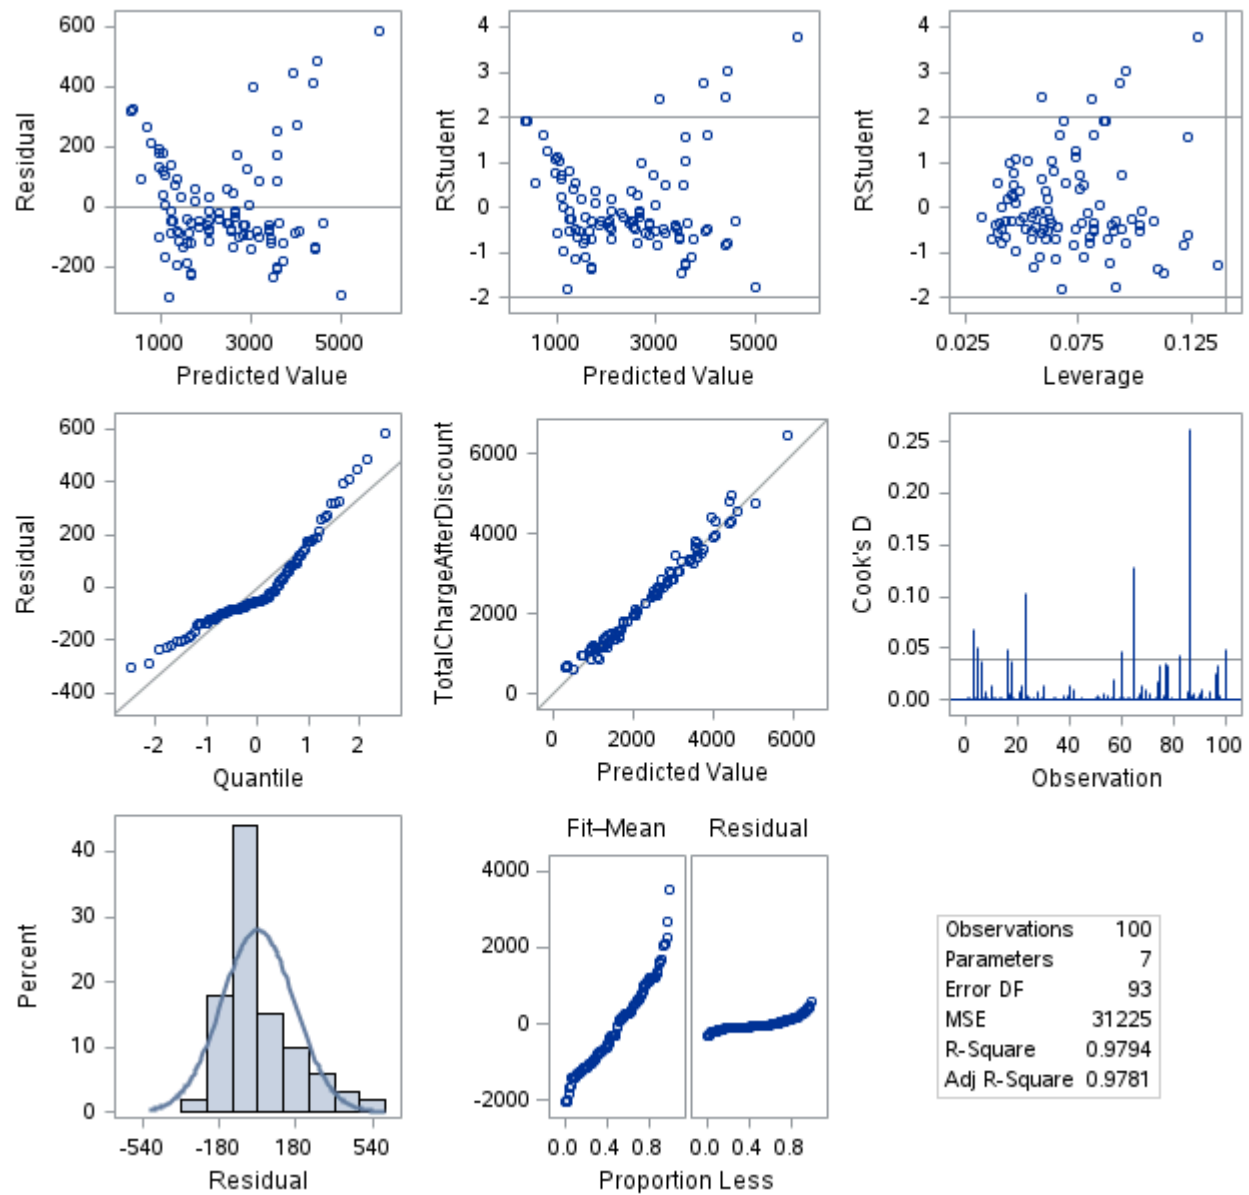 600
400
200
0
-200
Residual
1000 3000 5000
Predicted Value
4
3
2
1
0
-1
-2
RStudent
1000 3000 5000
Predicted Value
4
3
2
1
0
-1
-2
RStudent
0.025 0.075 0.125
Leverage
600
400
200
0
-200
-400
Residual
-2 -1 0 1 2
Quantile
6000
4000
2000
0
TotalChargeAfterDiscount
0 2000 4000 6000
Predicted Value
0.25
0.20
0.15
0.10
0.05
0.00
Cook's D
0 20 40 60 80 100
Observation
40
30
20
10
0
Percent
-540 -180 180 540
Residual
Fit–Mean Residual
4000
2000
0
-2000
0.0 0.4 0.8 0.0 0.4 0.8
Proportion Less
Observations 100
Parameters 7
Error DF 93
MSE 31225
R-Square 0.9794
Adj R-Square 0.9781